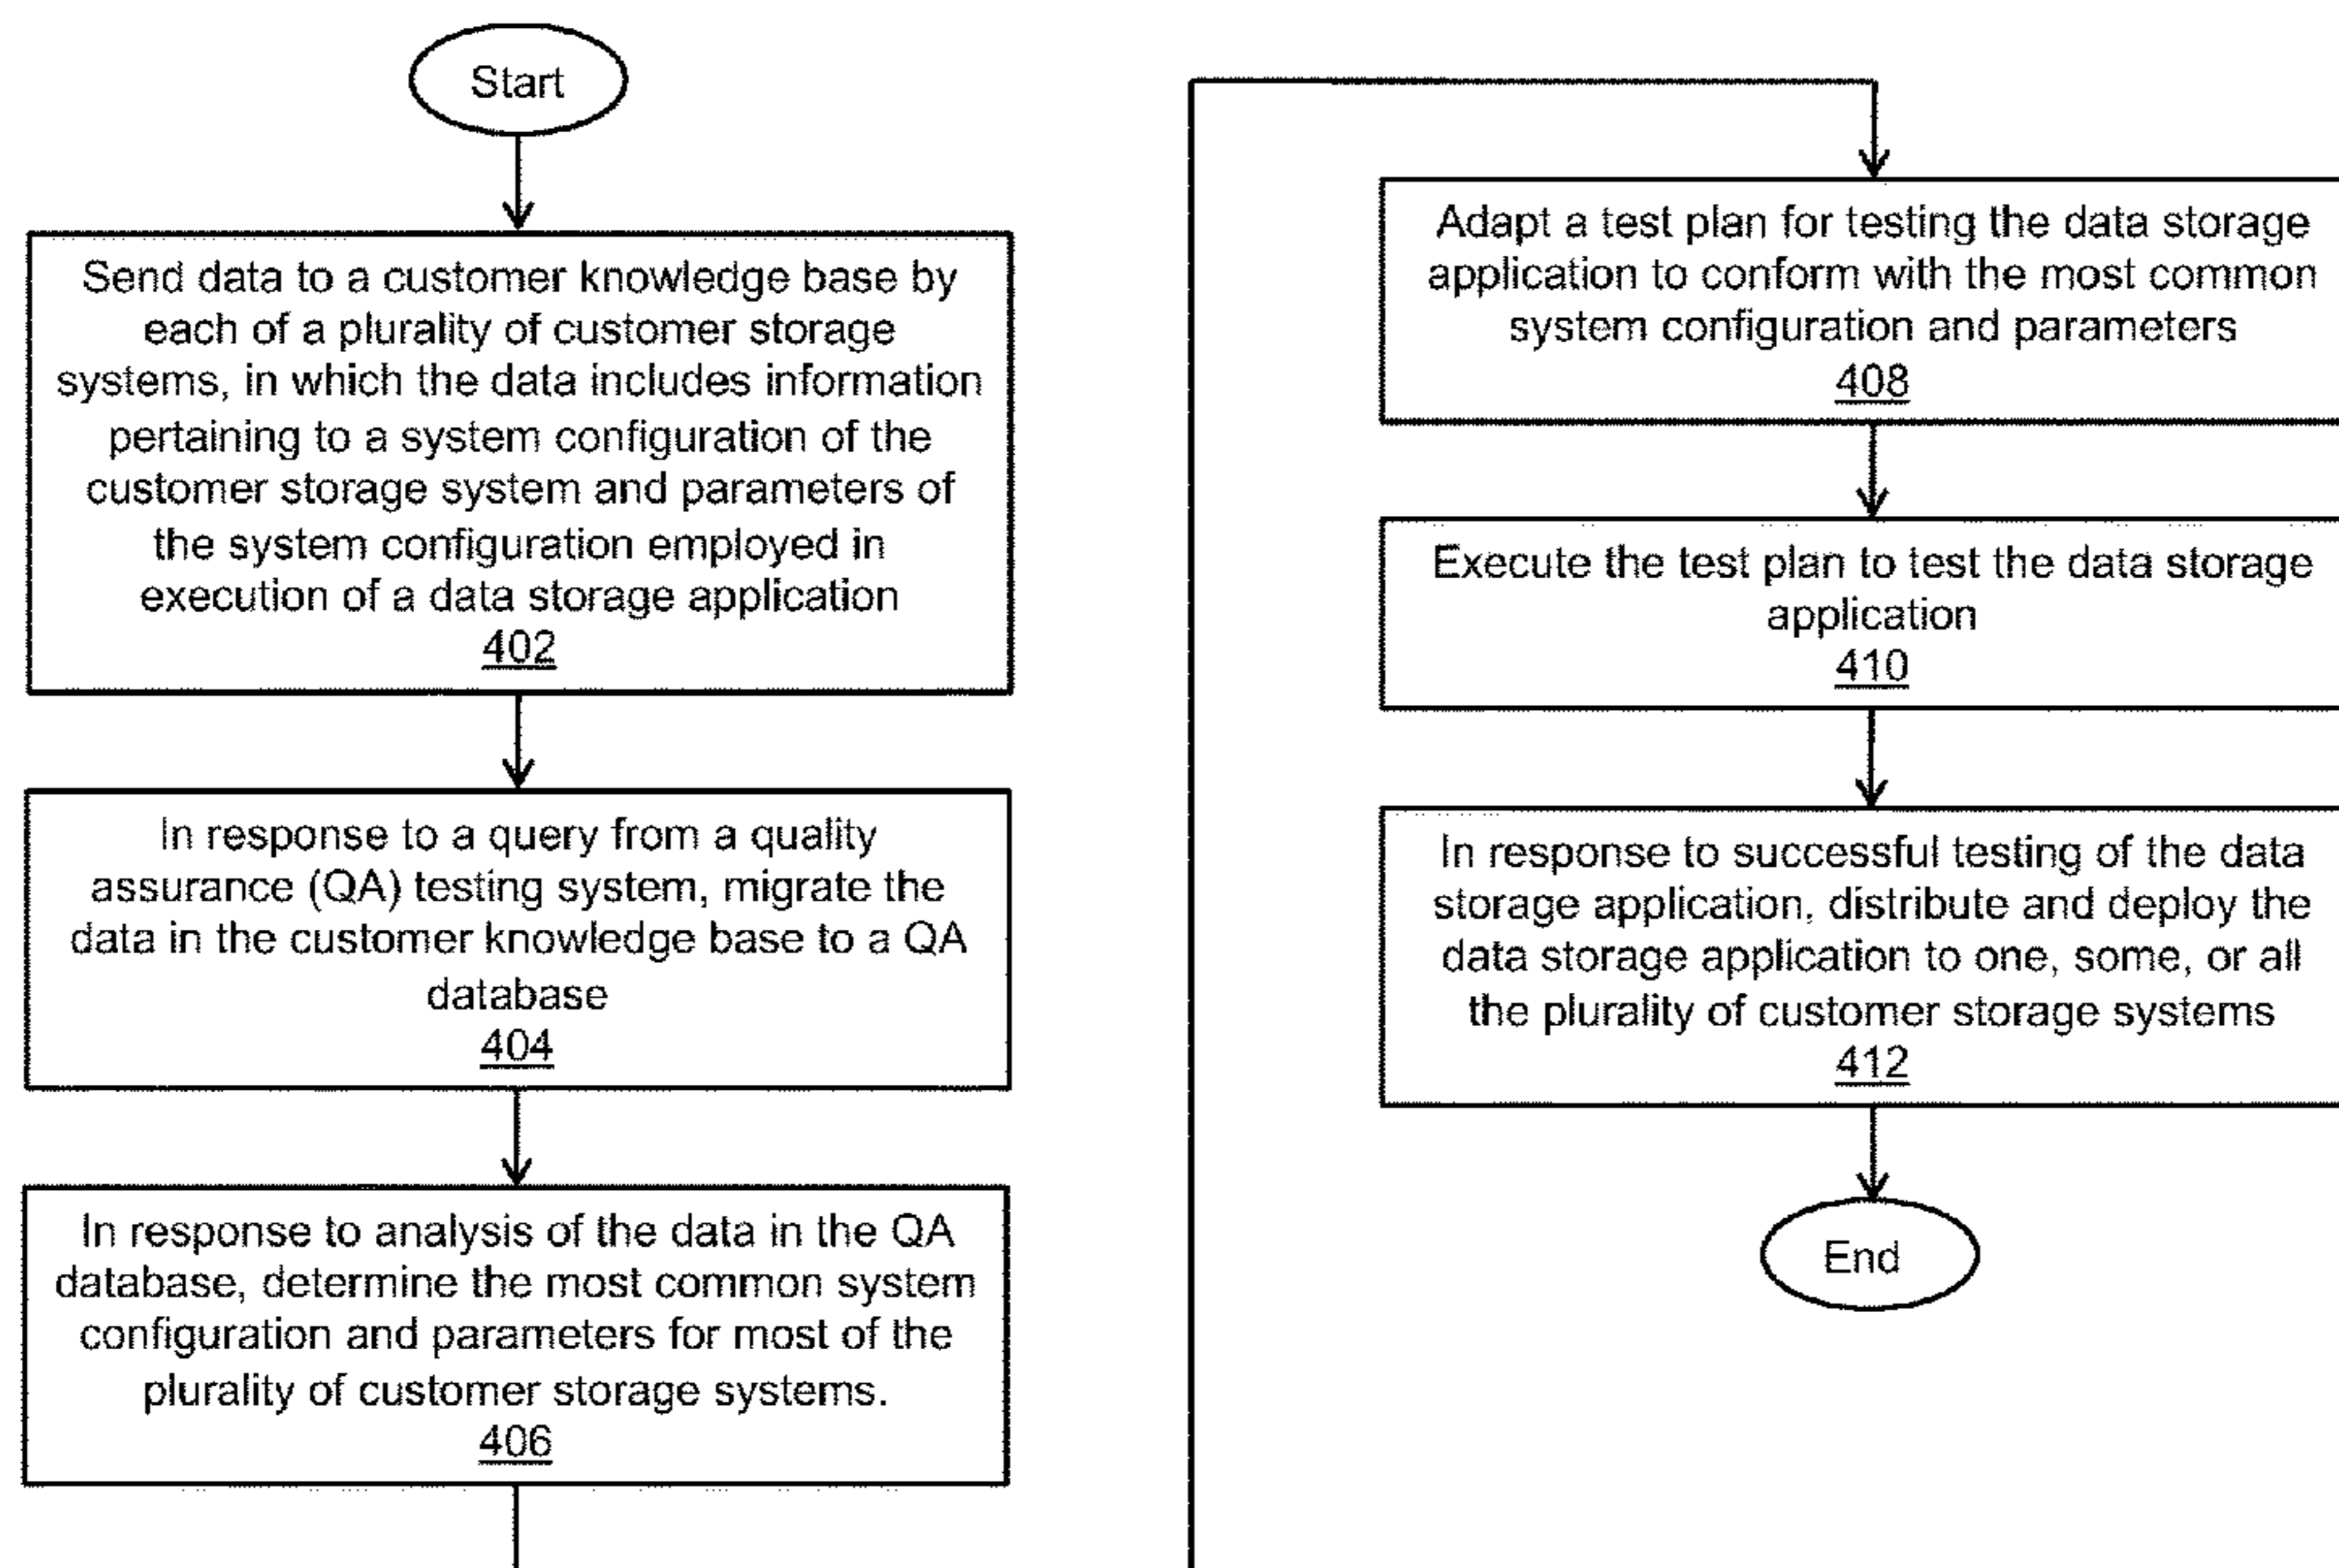 Start
Send data to a customer knowledge base by
each of a plurality of customer storage
systems, in which the data includes information
pertaining to a system configuration of the
customer storage system and parameters of
the system configuration employed in
execution of a data storage application
402
In response to a query from a quality
assurance (QA) testing system, migrate the
data in the customer knowledge base to a QA
database
404
In response to analysis of the data in the QA
database, determine the most common system
configuration and parameters for most of the
plurality of customer storage systems.
406
Adapt a test plan for testing the data storage
application to conform with the most common
system configuration and parameters
408
Execute the test plan to test the data storage
application
410
In response to successful testing of the data
storage application, distribute and deploy the
data storage application to one, some, or all
the plurality of customer storage systems
412
End